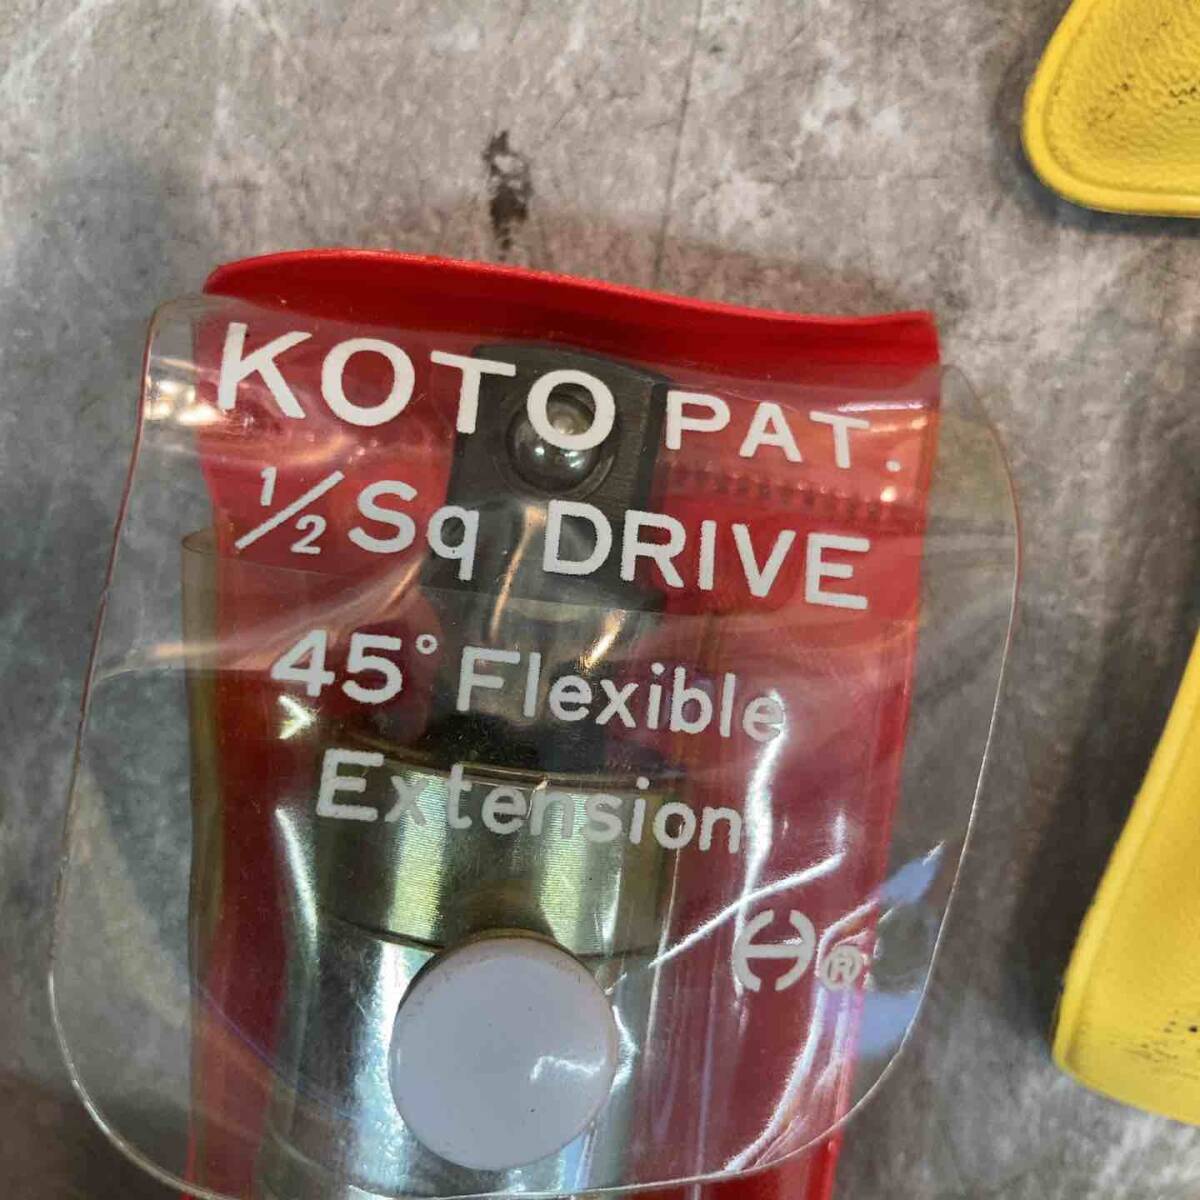 KOTO PAT.
½ Sq DRIVE
45° Flexible
Extension
H ®